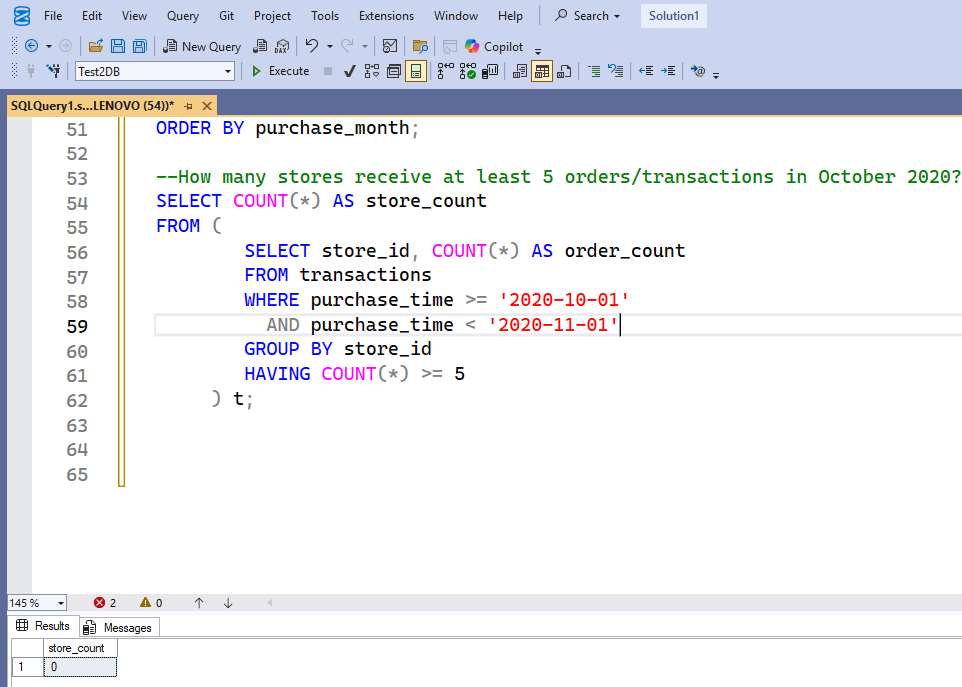 File Edit View Query Git Project Tools Extensions Window Help Search Solution1
New Query Copilot
Test2DB Execute
SQLQuery1.s...LENOVO (54))*
51 ORDER BY purchase_month;
52
53 --How many stores receive at least 5 orders/transactions in October 2020?
54 SELECT COUNT(*) AS store_count
55 FROM (
56 SELECT store_id, COUNT(*) AS order_count
57 FROM transactions
58 WHERE purchase_time >= '2020-10-01'
59 AND purchase_time < '2020-11-01'
60 GROUP BY store_id
61 HAVING COUNT(*) >= 5
62 ) t;
63
64
65
145 % 2 0
Results Messages
store_count
1 0